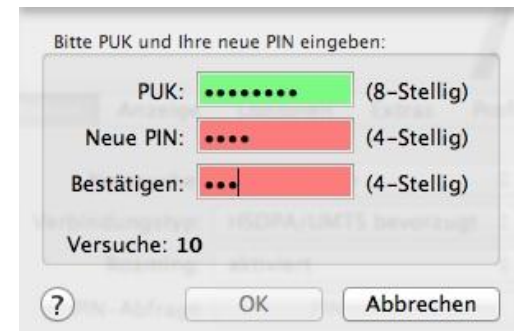 Bitte PUK und Ihre neue PIN eingeben:
PUK: •••••••• (8-Stellig)
Neue PIN: •••• (4-Stellig)
Bestätigen: ••• (4-Stellig)
Versuche: 10
? OK Abbrechen